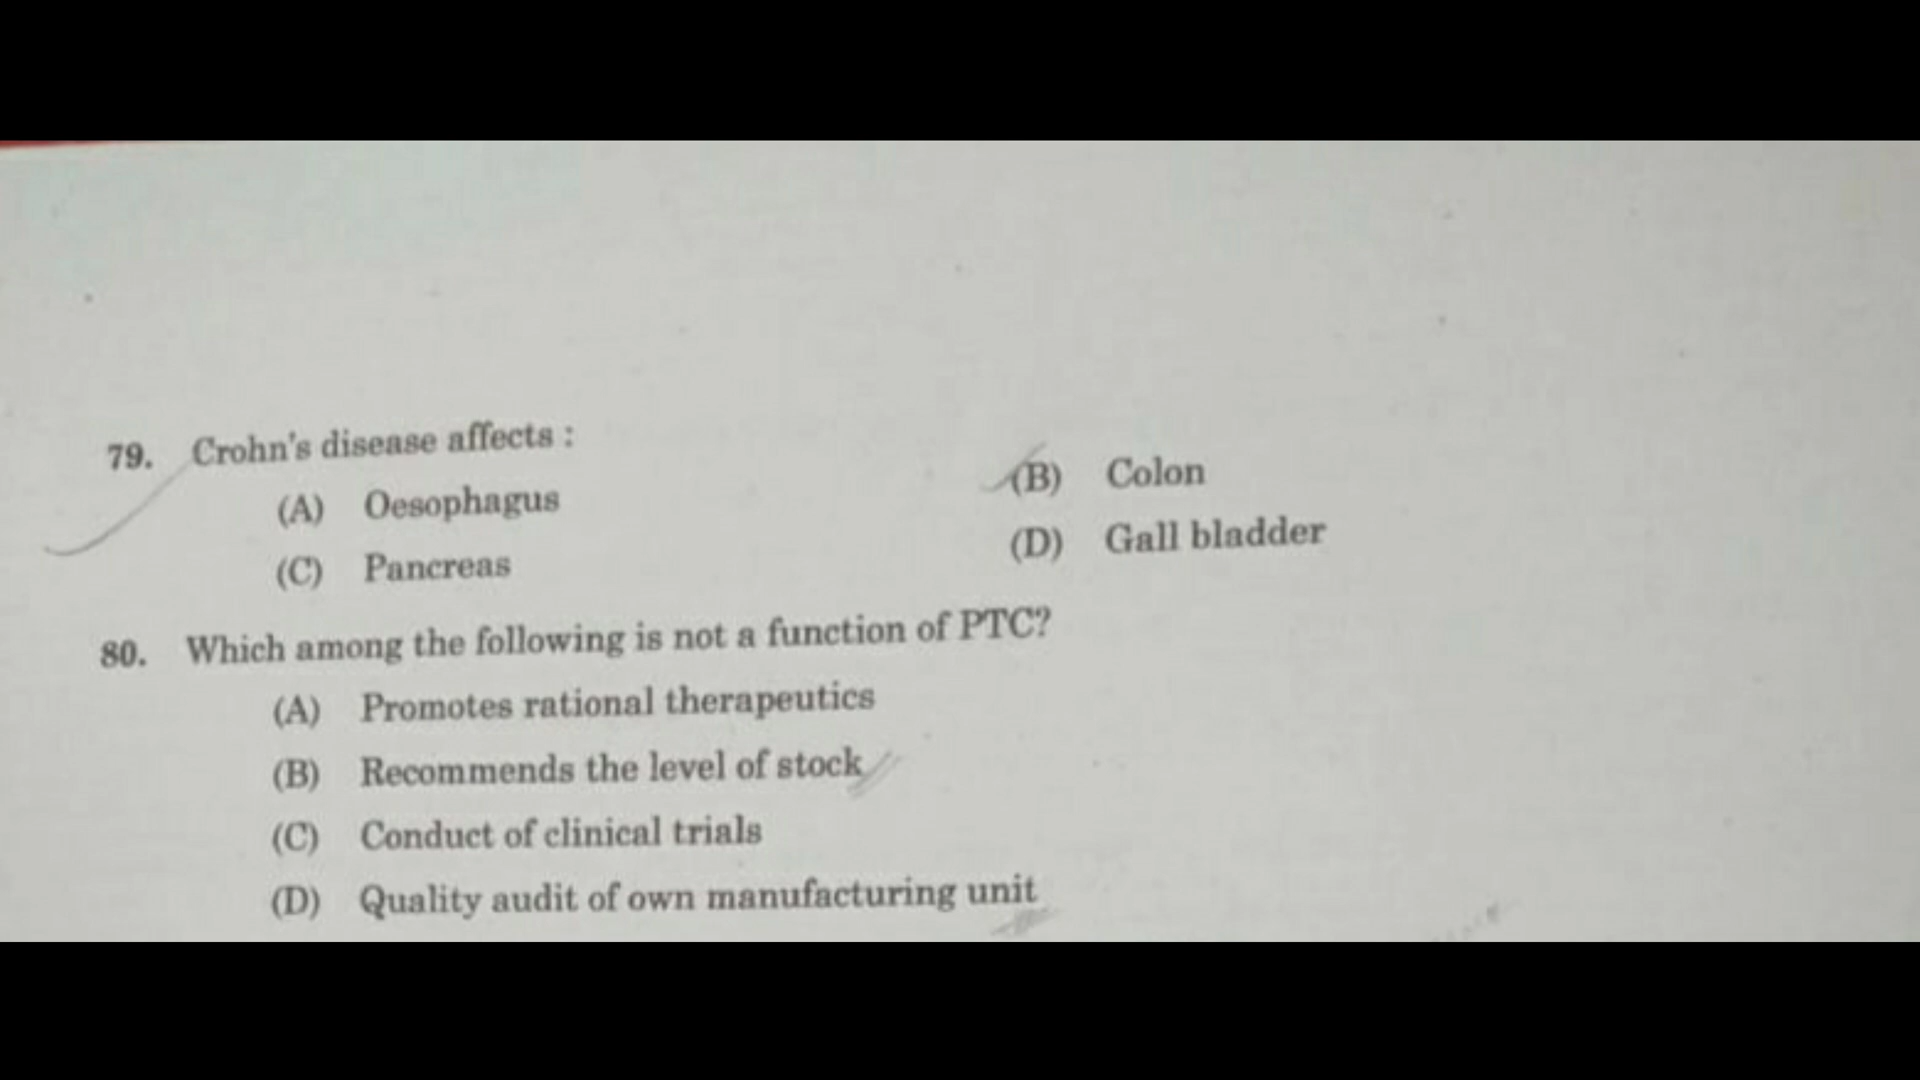 79. Crohn's disease affects :
(A) Oesophagus (B) Colon
(C) Pancreas (D) Gall bladder
80. Which among the following is not a function of PTC?
(A) Promotes rational therapeutics
(B) Recommends the level of stock
(C) Conduct of clinical trials
(D) Quality audit of own manufacturing unit